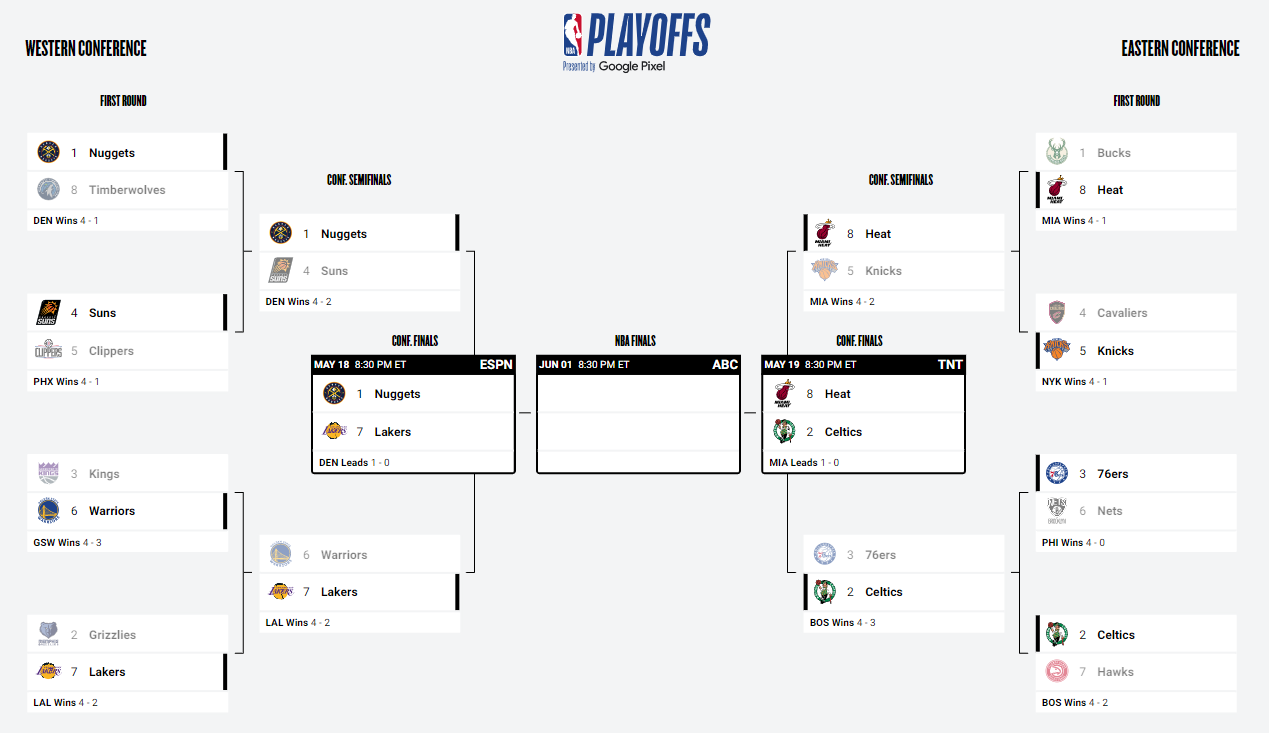 NBA PLAYOFFS
Presented by Google Pixel
WESTERN CONFERENCE
EASTERN CONFERENCE
FIRST ROUND
1 Nuggets
8 Timberwolves
DEN Wins 4 - 1
4 Suns
5 Clippers
PHX Wins 4 - 1
3 Kings
6 Warriors
GSW Wins 4 - 3
2 Grizzlies
7 Lakers
LAL Wins 4 - 2
CONF. SEMIFINALS
1 Nuggets
4 Suns
DEN Wins 4 - 2
6 Warriors
7 Lakers
LAL Wins 4 - 2
CONF. FINALS
MAY 18 8:30 PM ET ESPN
1 Nuggets
7 Lakers
DEN Leads 1 - 0
NBA FINALS
JUN 01 8:30 PM ET ABC
CONF. FINALS
MAY 19 8:30 PM ET TNT
8 Heat
2 Celtics
MIA Leads 1 - 0
CONF. SEMIFINALS
8 Heat
5 Knicks
MIA Wins 4 - 2
3 76ers
2 Celtics
BOS Wins 4 - 3
FIRST ROUND
1 Bucks
8 Heat
MIA Wins 4 - 1
4 Cavaliers
5 Knicks
NYK Wins 4 - 1
3 76ers
6 Nets
PHI Wins 4 - 0
2 Celtics
7 Hawks
BOS Wins 4 - 2